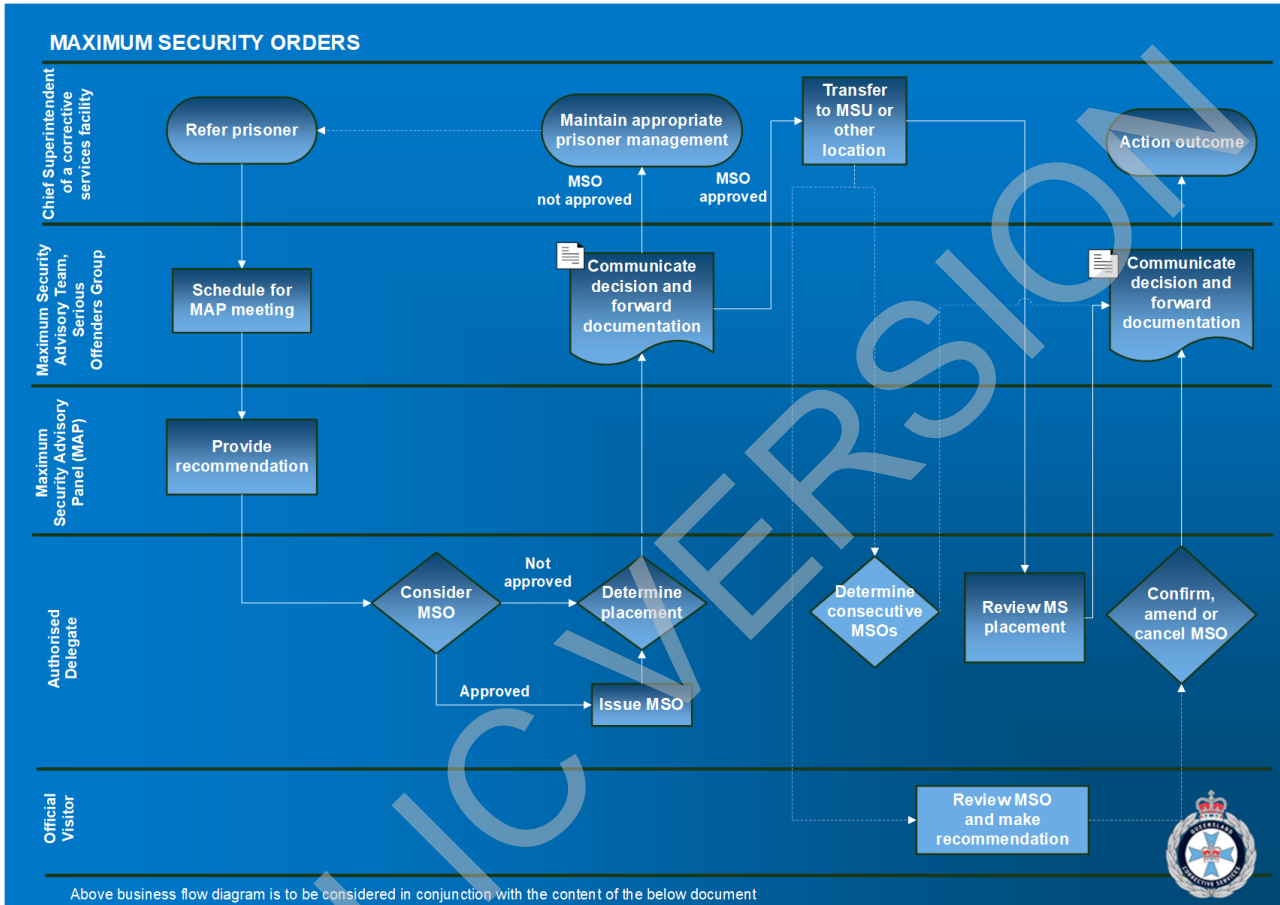 MAXIMUM SECURITY ORDERS
Chief Superintendent
of a corrective
services facility
Refer prisoner
Maintain appropriate
prisoner management
Transfer
to MSU or
other
location
Action outcome
MSO
not approved
MSO
approved
Maximum Security
Advisory Team,
Serious
Offenders Group
Schedule for
MAP meeting
Communicate
decision and
forward
documentation
Communicate
decision and
forward
documentation
Maximum
Security Advisory
Panel (MAP)
Provide
recommendation
Authorised
Delegate
Consider
MSO
Not
approved
Determine
placement
Approved
Issue MSO
Determine
consecutive
MSOs
Review MS
placement
Confirm,
amend or
cancel MSO
Official
Visitor
Review MSO
and make
recommendation
QUEENSLAND
CORRECTIVE SERVICES
Above business flow diagram is to be considered in conjunction with the content of the below document
LIC VERSION